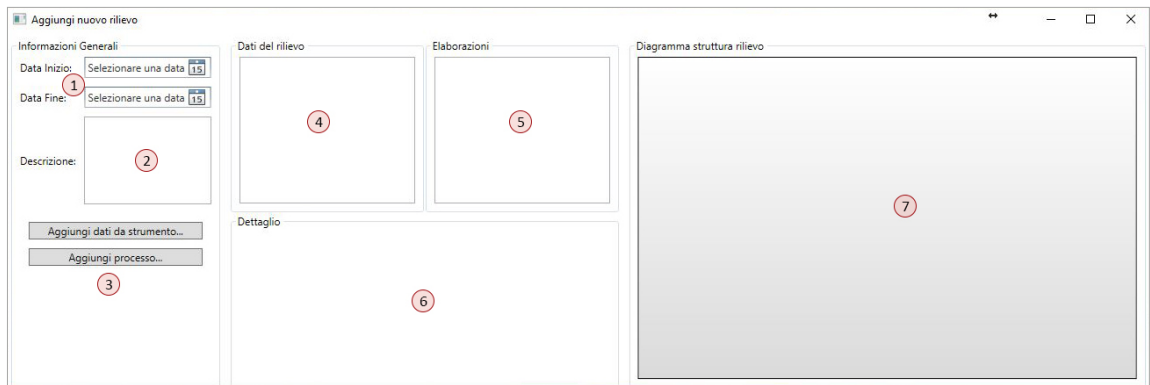 Aggiungi nuovo rilievo
Informazioni Generali
Data Inizio: Selezionare una data 15
1
Data Fine: Selezionare una data 15
Descrizione: 2
Aggiungi dati da strumento...
Aggiungi processo...
3
Dati del rilievo
4
Elaborazioni
5
Dettaglio
6
Diagramma struttura rilievo
7